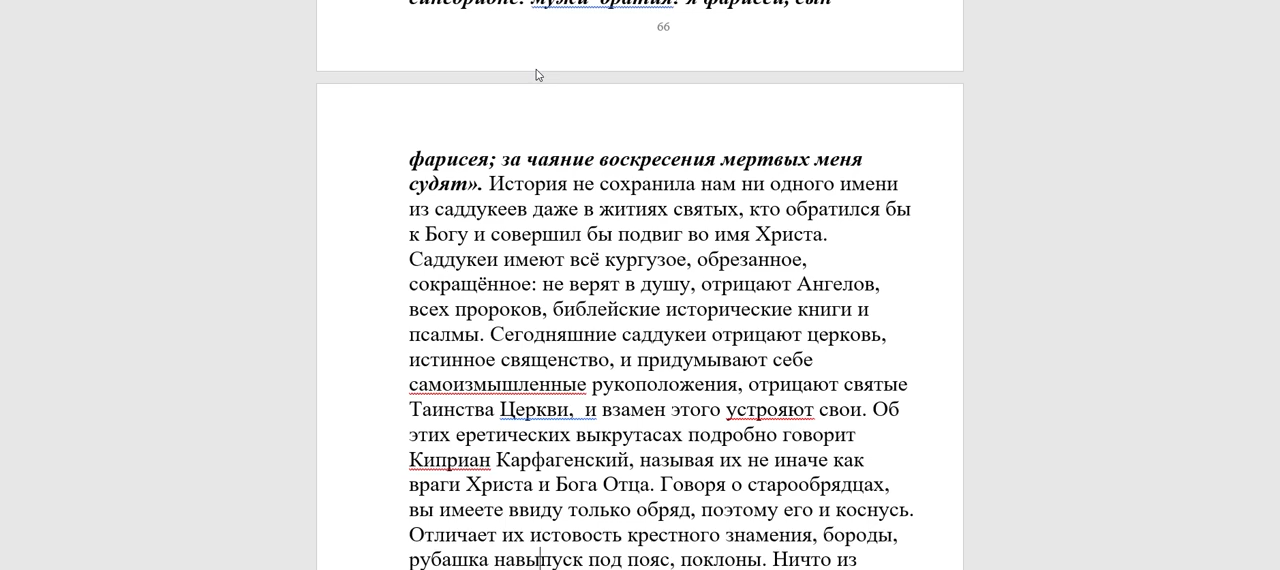 синедрионе: мужи братия! я фарисей, сын
66
фарисея; за чаяние воскресения мертвых меня
судят». История не сохранила нам ни одного имени
из саддукеев даже в житиях святых, кто обратился бы
к Богу и совершил бы подвиг во имя Христа.
Саддукеи имеют всё кургузое, обрезанное,
сокращённое: не верят в душу, отрицают Ангелов,
всех пророков, библейские исторические книги и
псалмы. Сегодняшние саддукеи отрицают церковь,
истинное священство, и придумывают себе
самоизмышленные рукоположения, отрицают святые
Таинства Церкви,  и взамен этого устрояют свои. Об
этих еретических выкрутасах подробно говорит
Киприан Карфагенский, называя их не иначе как
враги Христа и Бога Отца. Говоря о старообрядцах,
вы имеете ввиду только обряд, поэтому его и коснусь.
Отличает их истовость крестного знамения, бороды,
рубашка навыпуск под пояс, поклоны. Ничто из